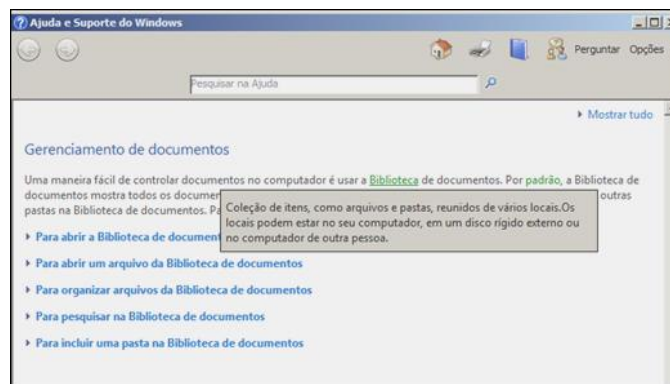 Ajuda e Suporte do Windows
Perguntar Opções
Pesquisar na Ajuda
Mostrar tudo
Gerenciamento de documentos
Uma maneira fácil de controlar documentos no computador é usar a Biblioteca de documentos. Por padrão, a Biblioteca de
documentos mostra todos os documen outras
pastas na Biblioteca de documentos.
Coleção de itens, como arquivos e pastas, reunidos de vários locais.Os
locais podem estar no seu computador, em um disco rígido externo ou
no computador de outra pessoa.
Para abrir a Biblioteca de document
Para abrir um arquivo da Biblioteca de documentos
Para organizar arquivos da Biblioteca de documentos
Para pesquisar na Biblioteca de documentos
Para incluir uma pasta na Biblioteca de documentos